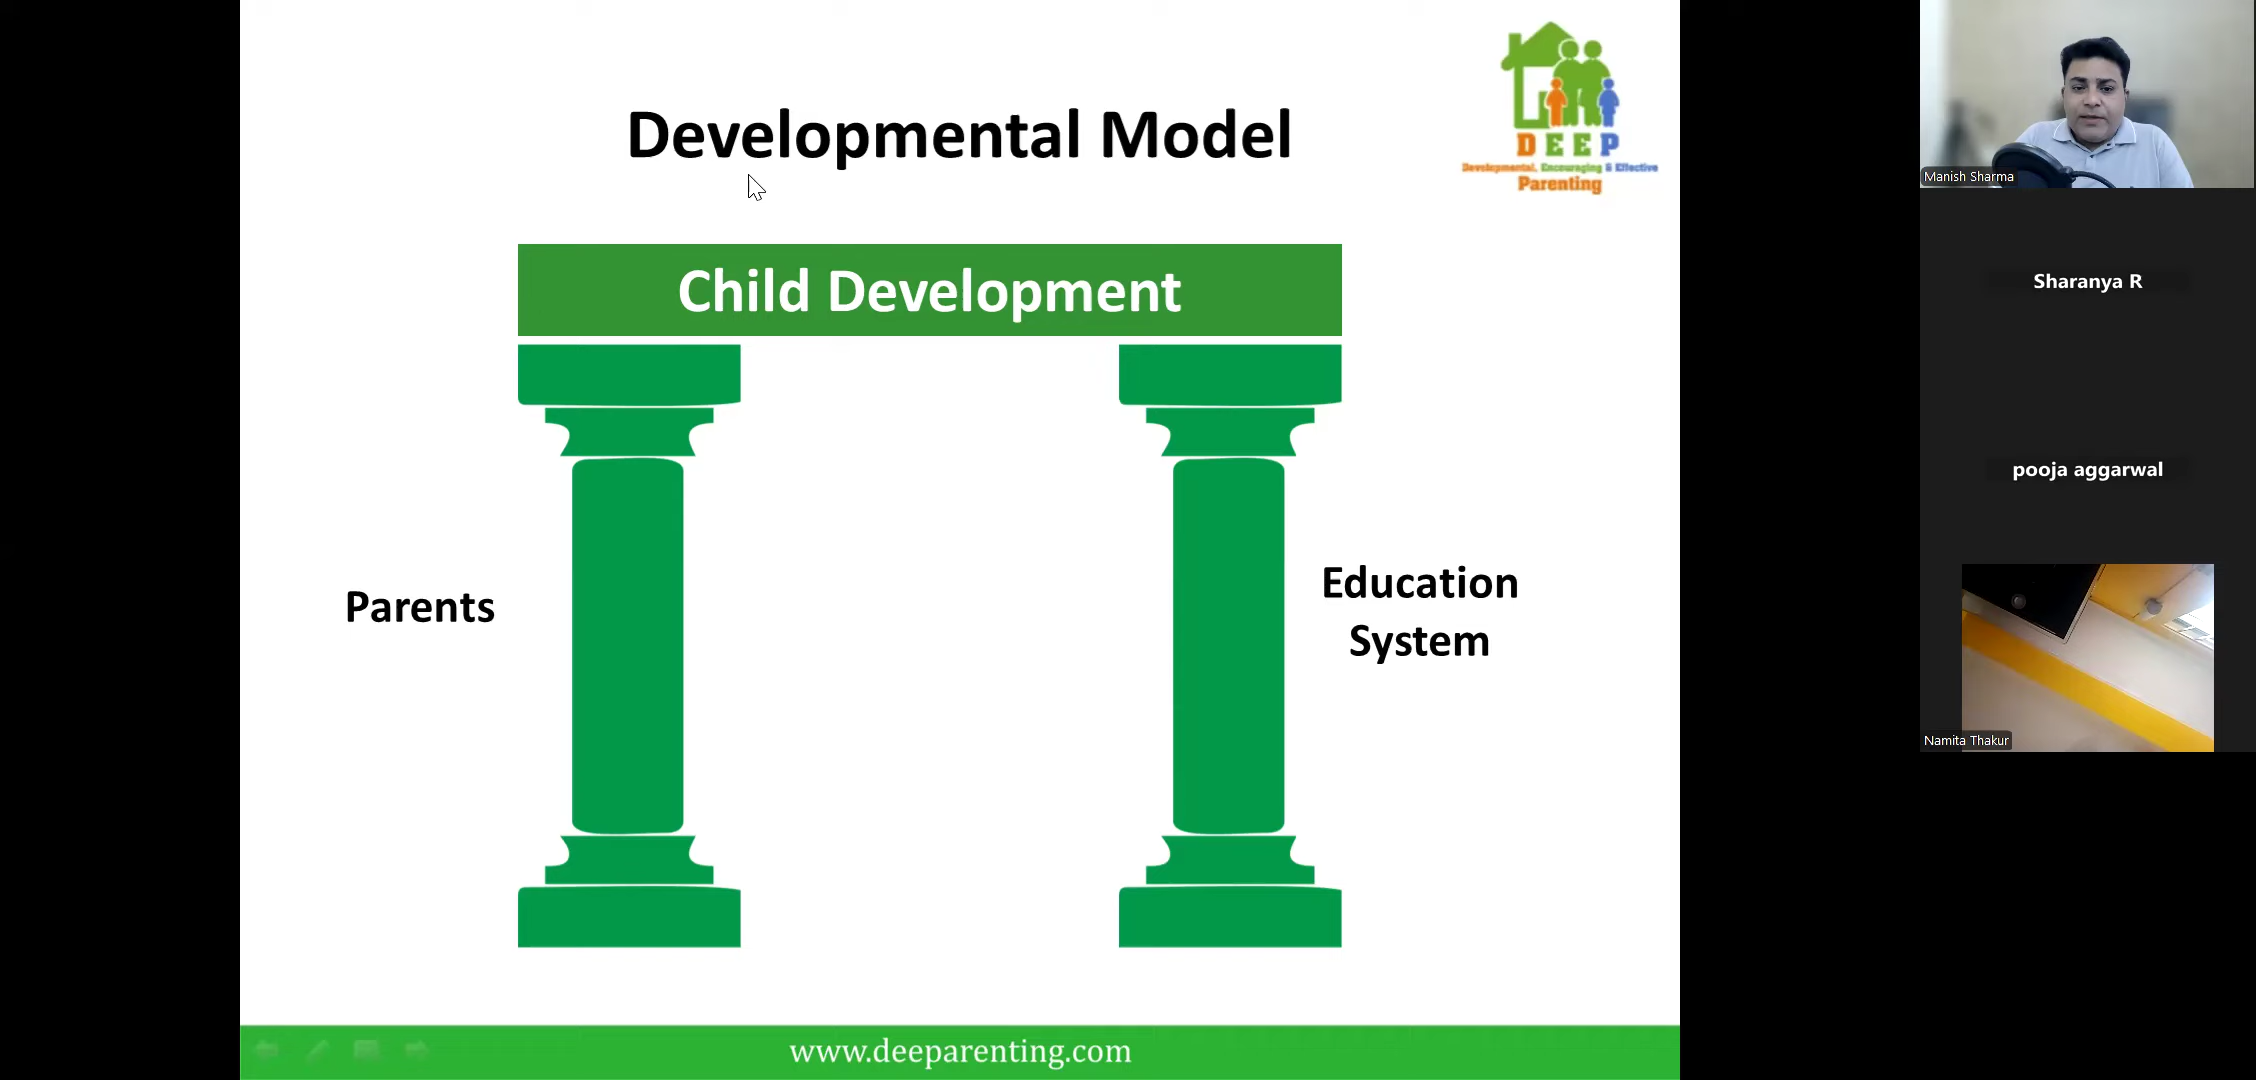 Developmental Model
D E E P
Developmental, Encouraging & Effective
Parenting
Child Development
Parents
Education
System
www.deeparenting.com
Manish Sharma
Sharanya R
pooja aggarwal
Namita Thakur